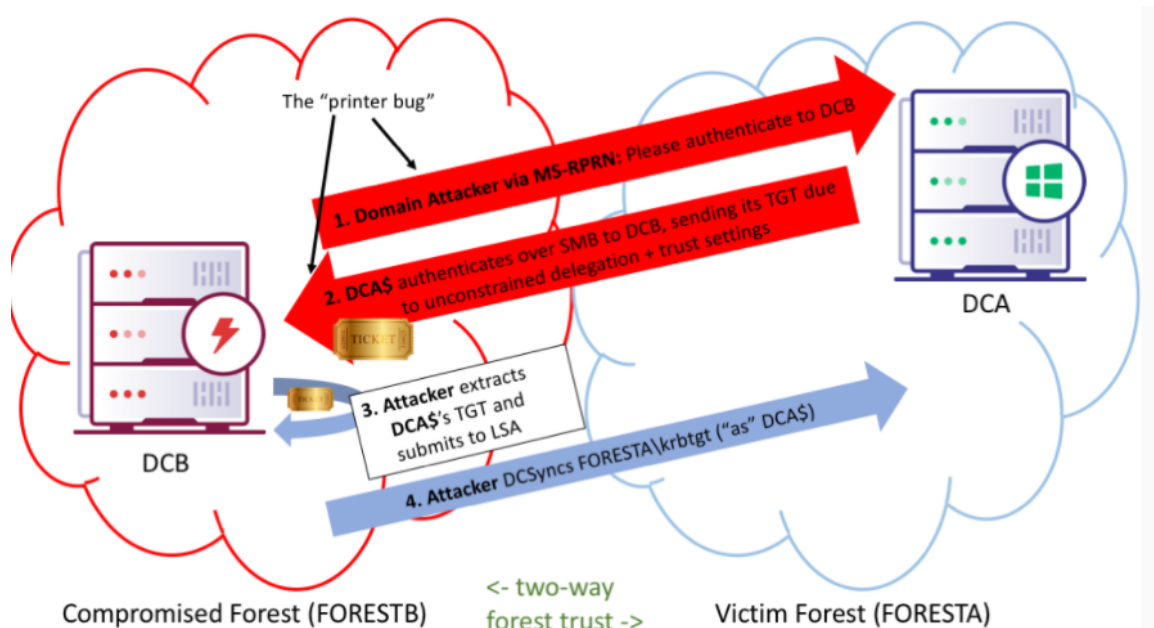 The “printer bug”
1. Domain Attacker via MS-RPRN: Please authenticate to DCB
2. DCA$ authenticates over SMB to DCB, sending its TGT due
to unconstrained delegation + trust settings
TICKET
TICKET
3. Attacker extracts
DCA$’s TGT and
submits to LSA
4. Attacker DCSyncs FORESTA\krbtgt (“as” DCA$)
DCB
DCA
<- two-way
forest trust ->
Compromised Forest (FORESTB)
Victim Forest (FORESTA)